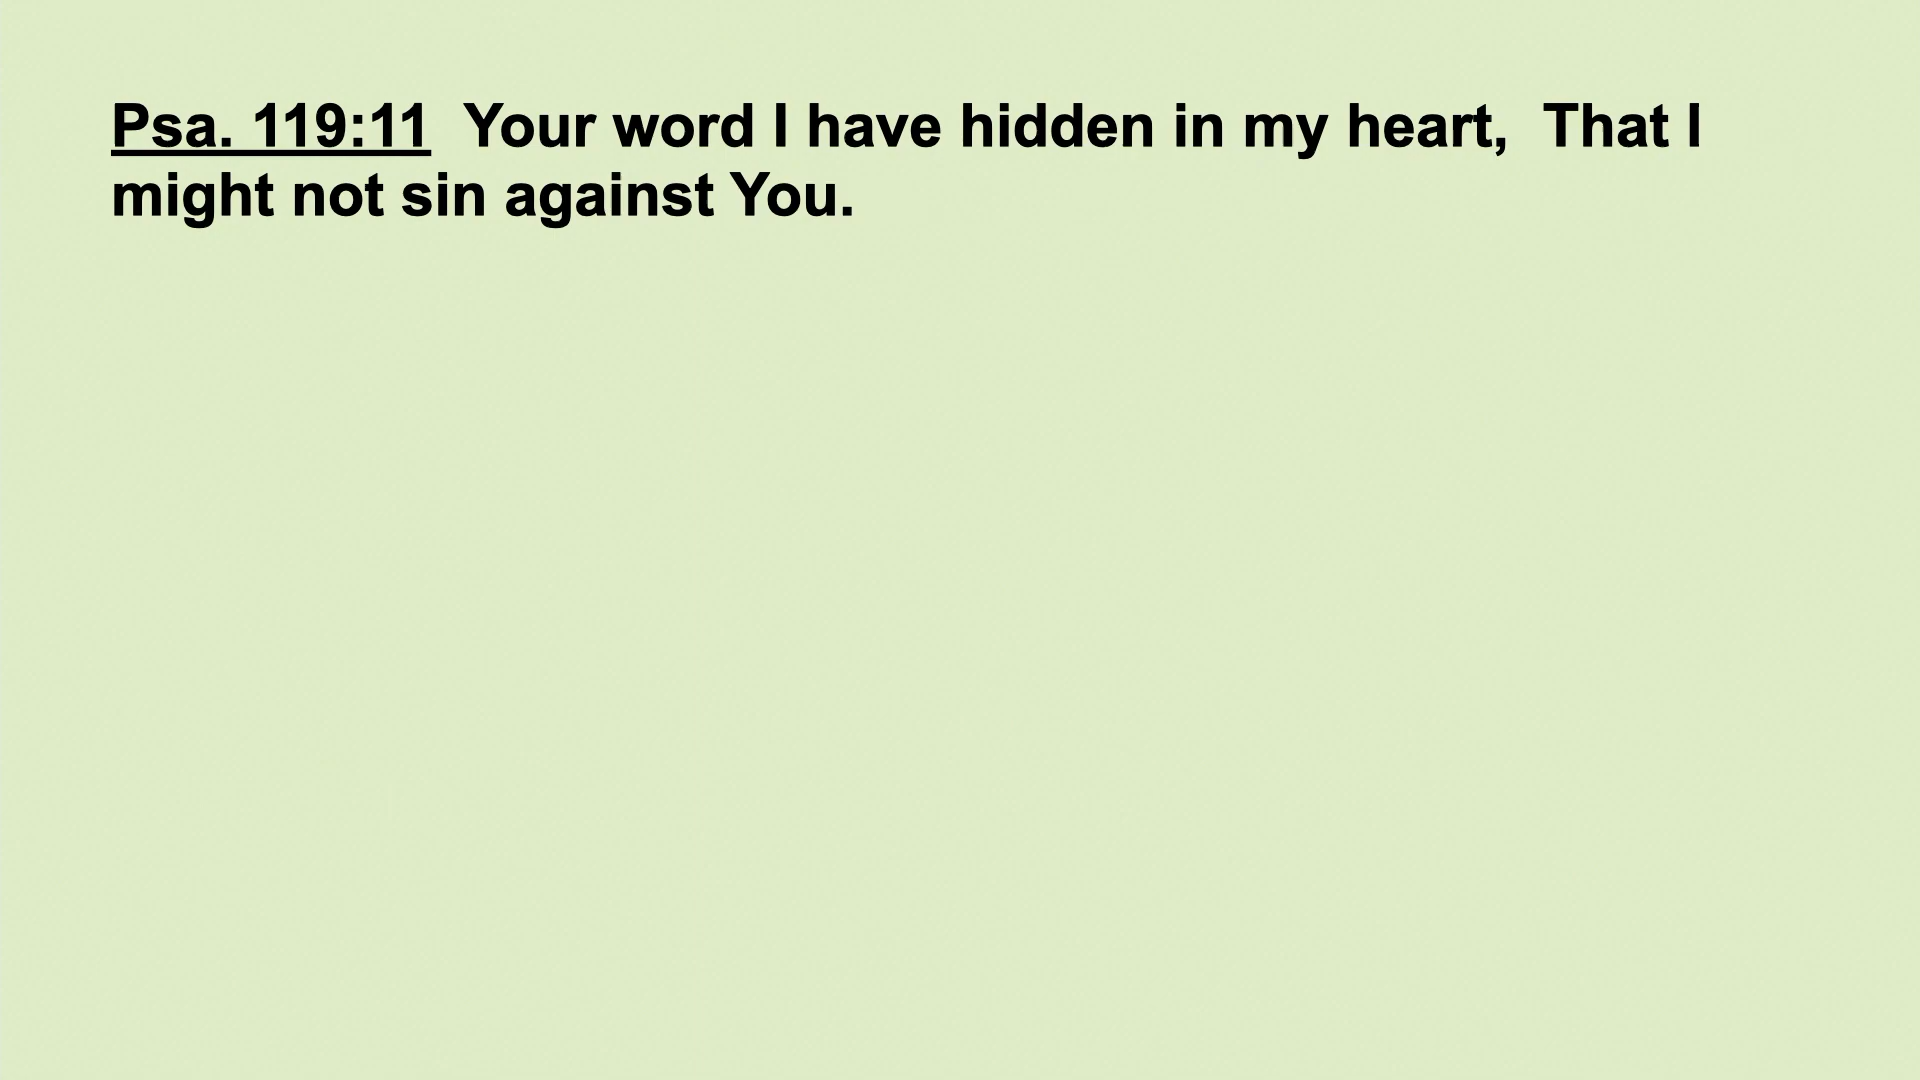 Psa. 119:11  Your word I have hidden in my heart,  That I
might not sin against You.